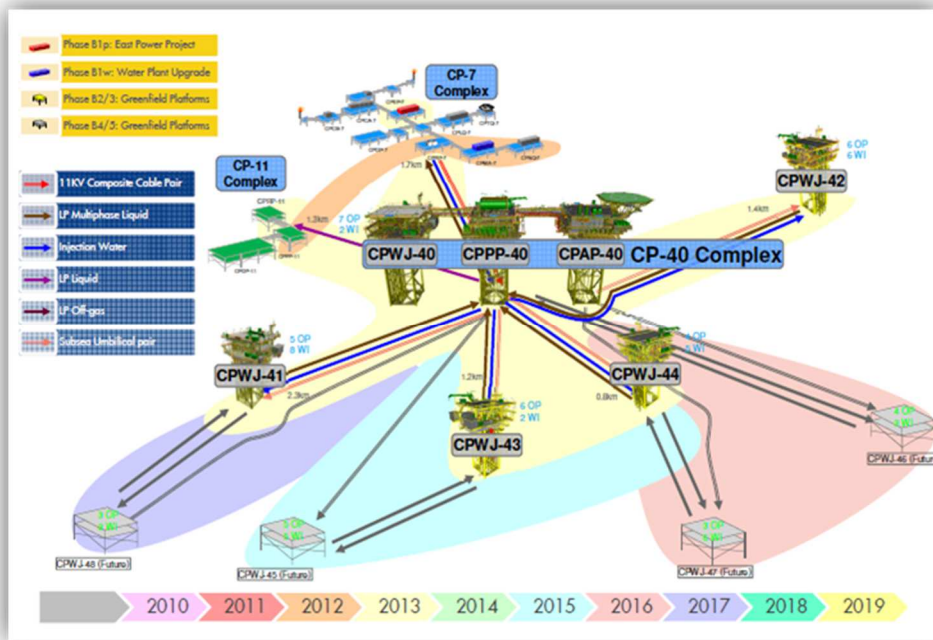 Phase B1p: East Power Project
Phase B1w: Water Plant Upgrade
Phase B2/3: Greenfield Platforms
Phase B4/5: Greenfield Platforms
11KV Composite Cable Pair
LP Multiphase Liquid
Injection Water
LP Liquid
LP Off-gas
Subsea Umbilical pair
CP-7
Complex
1.7km
CP-11
Complex
1.3km
7 OP
2 WI
6 OP
6 WI
CPWJ-42
1.4km
CPWJ-40
CPPP-40
CPAP-40
CP-40 Complex
5 OP
8 WI
CPWJ-41
2.3km
1.2km
6 OP
2 WI
CPWJ-43
CPWJ-44
0.8km
CPWJ-46 (Future)
CPWJ-48 (Future)
CPWJ-45 (Future)
3 OP
CPWJ-47 (Future)
2010
2011
2012
2013
2014
2015
2016
2017
2018
2019